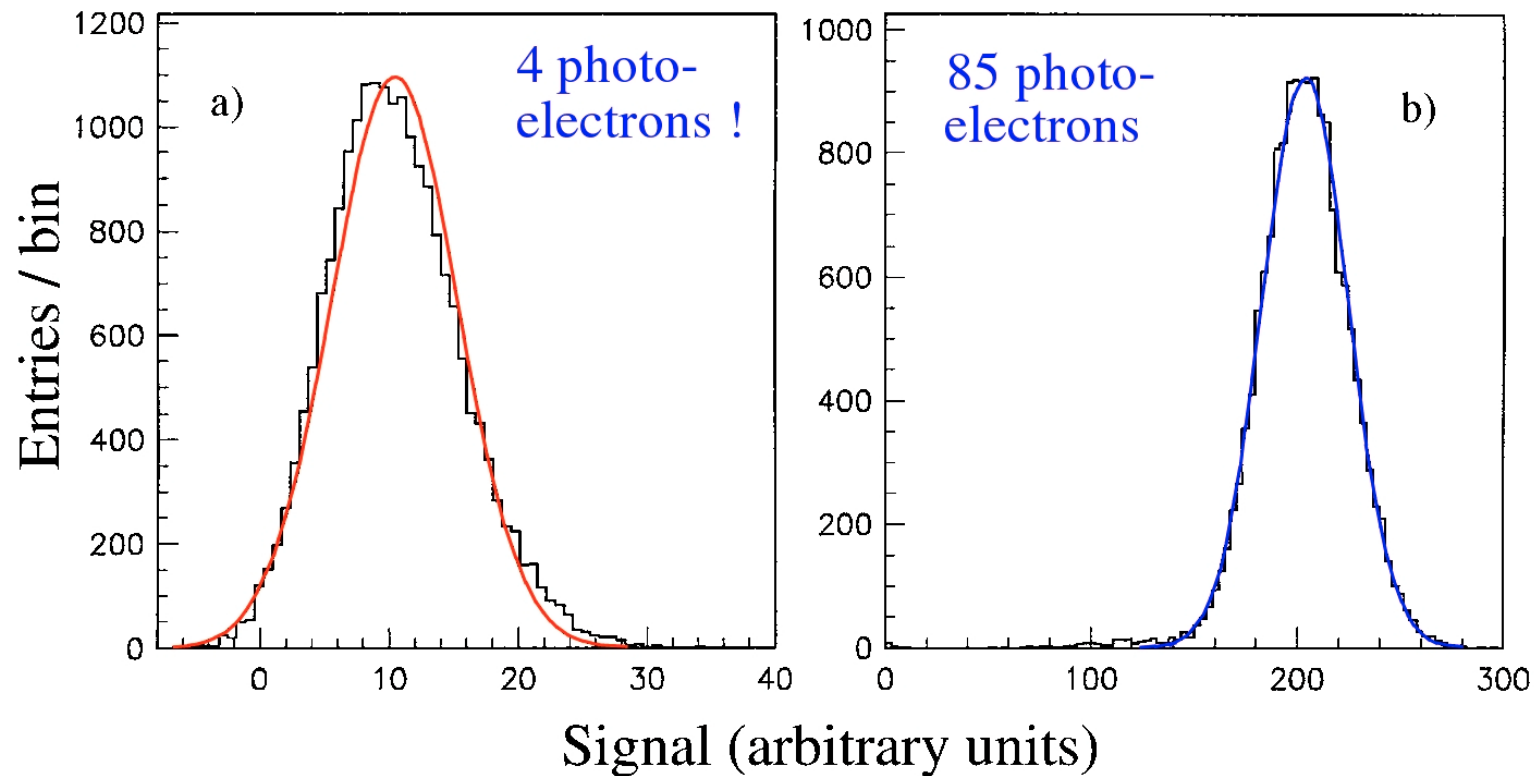 Entries / bin
1200
1000
800
600
400
200
0
a)
4 photo-
electrons !
0
10
20
30
40
1000
800
600
400
200
0
85 photo-
electrons
b)
0
100
200
300
Signal (arbitrary units)